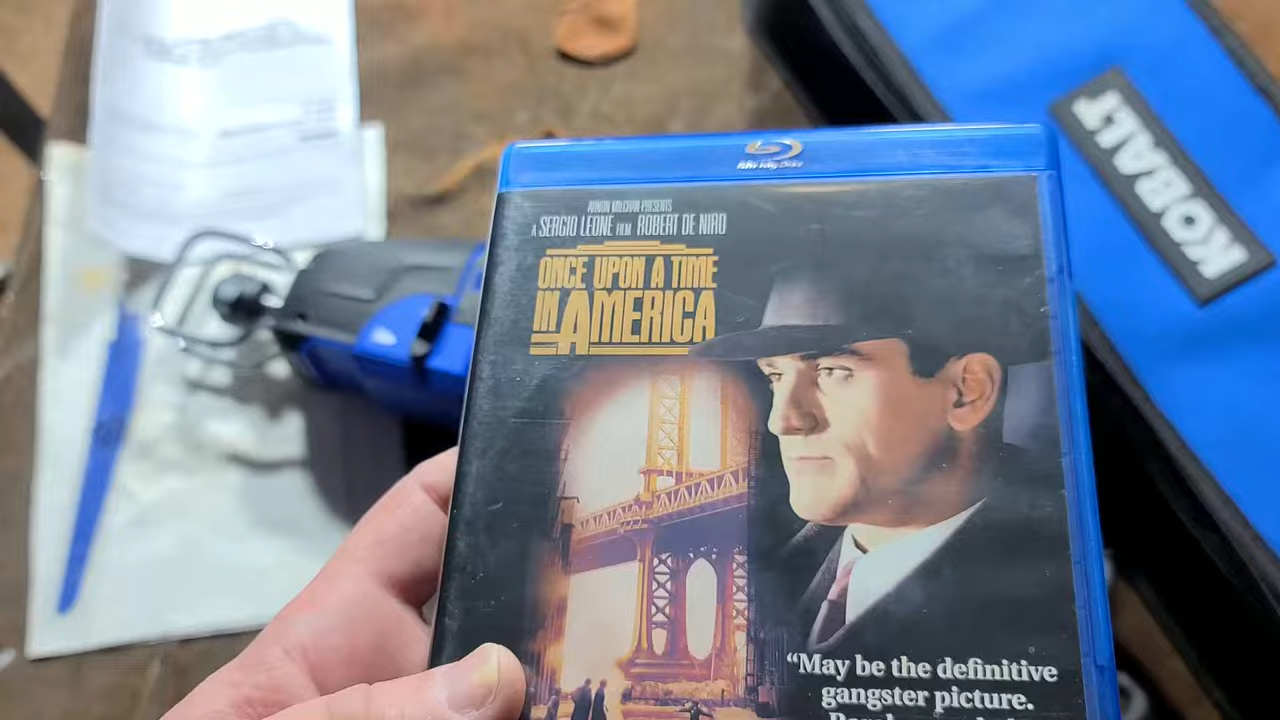 Blu-ray Disc
ARNON MILCHAN PRESENTS
A SERGIO LEONE FILM ROBERT DE NIRO
ONCE UPON A TIME
IN AMERICA
"May be the definitive
gangster picture.
KOBALT